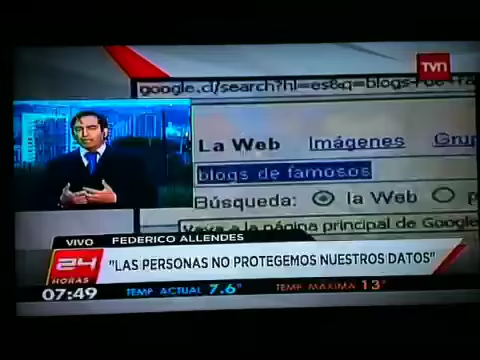 tvn
google.cl/search?hl=es&q=blogs+de+fa
La Web Imágenes Grup
blogs de famosos
Búsqueda: la Web
Vaya a la página principal de Google
VIVO FEDERICO ALLENDES
24 HORAS
"LAS PERSONAS NO PROTEGEMOS NUESTROS DATOS"
07:49 TEMP. ACTUAL 7.6° TEMP. MAXIMA 13°